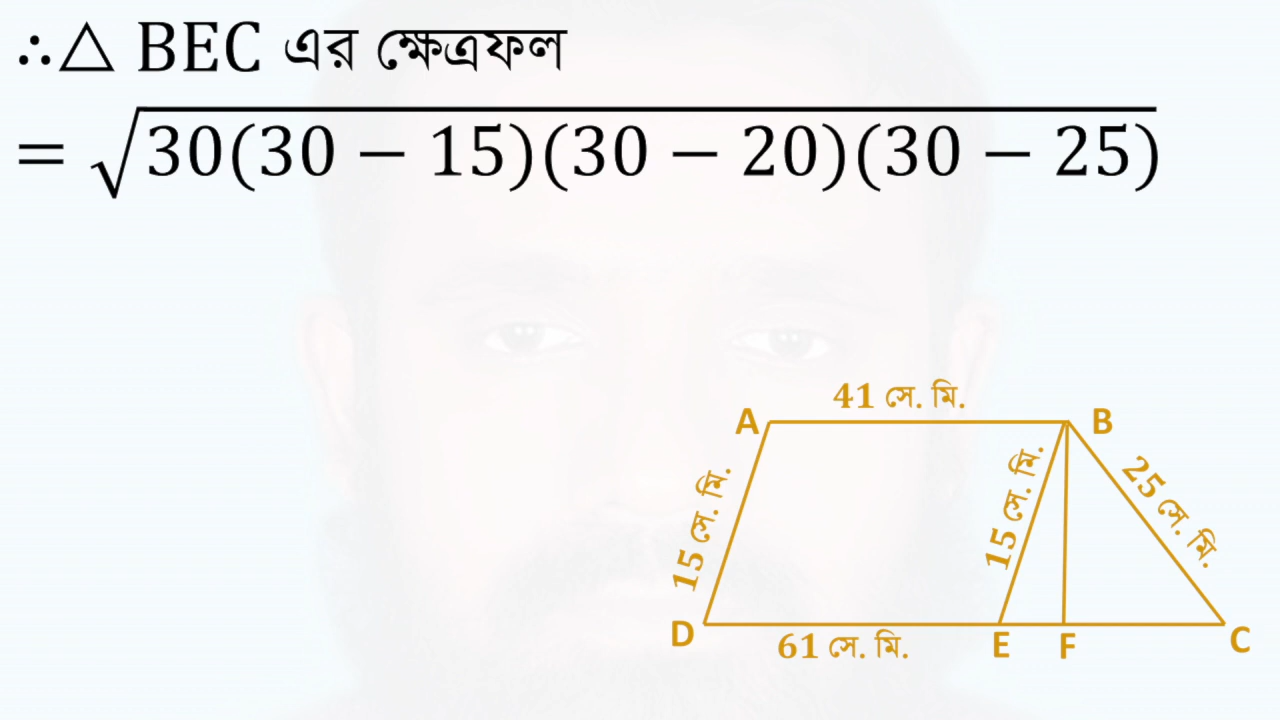 ∴△ BEC এর ক্ষেত্রফল
= √30(30 − 15)(30 − 20)(30 − 25)
41 সে. মি.
A
B
15 সে. মি.
15 সে. মি.
25 সে. মি.
D
61 সে. মি.
E
F
C